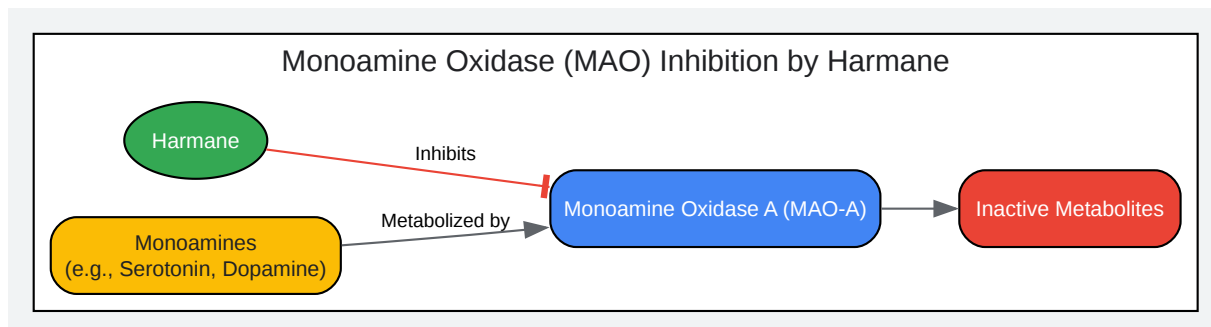 Monoamine Oxidase (MAO) Inhibition by Harmane
Harmane
Inhibits
Monoamine Oxidase A (MAO-A)
Inactive Metabolites
Metabolized by
Monoamines
(e.g., Serotonin, Dopamine)